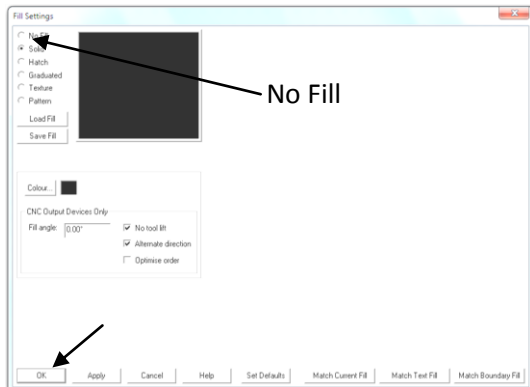 Fill Settings
No Fill
Solid
Hatch
Graduated
Texture
Pattern
Load Fill
Save Fill
No Fill
Colour...
CNC Output Devices Only
Fill angle: 0.00°
No tool lift
Alternate direction
Optimise order
OK Apply Cancel Help Set Defaults Match Current Fill Match Text Fill Match Boundary Fill